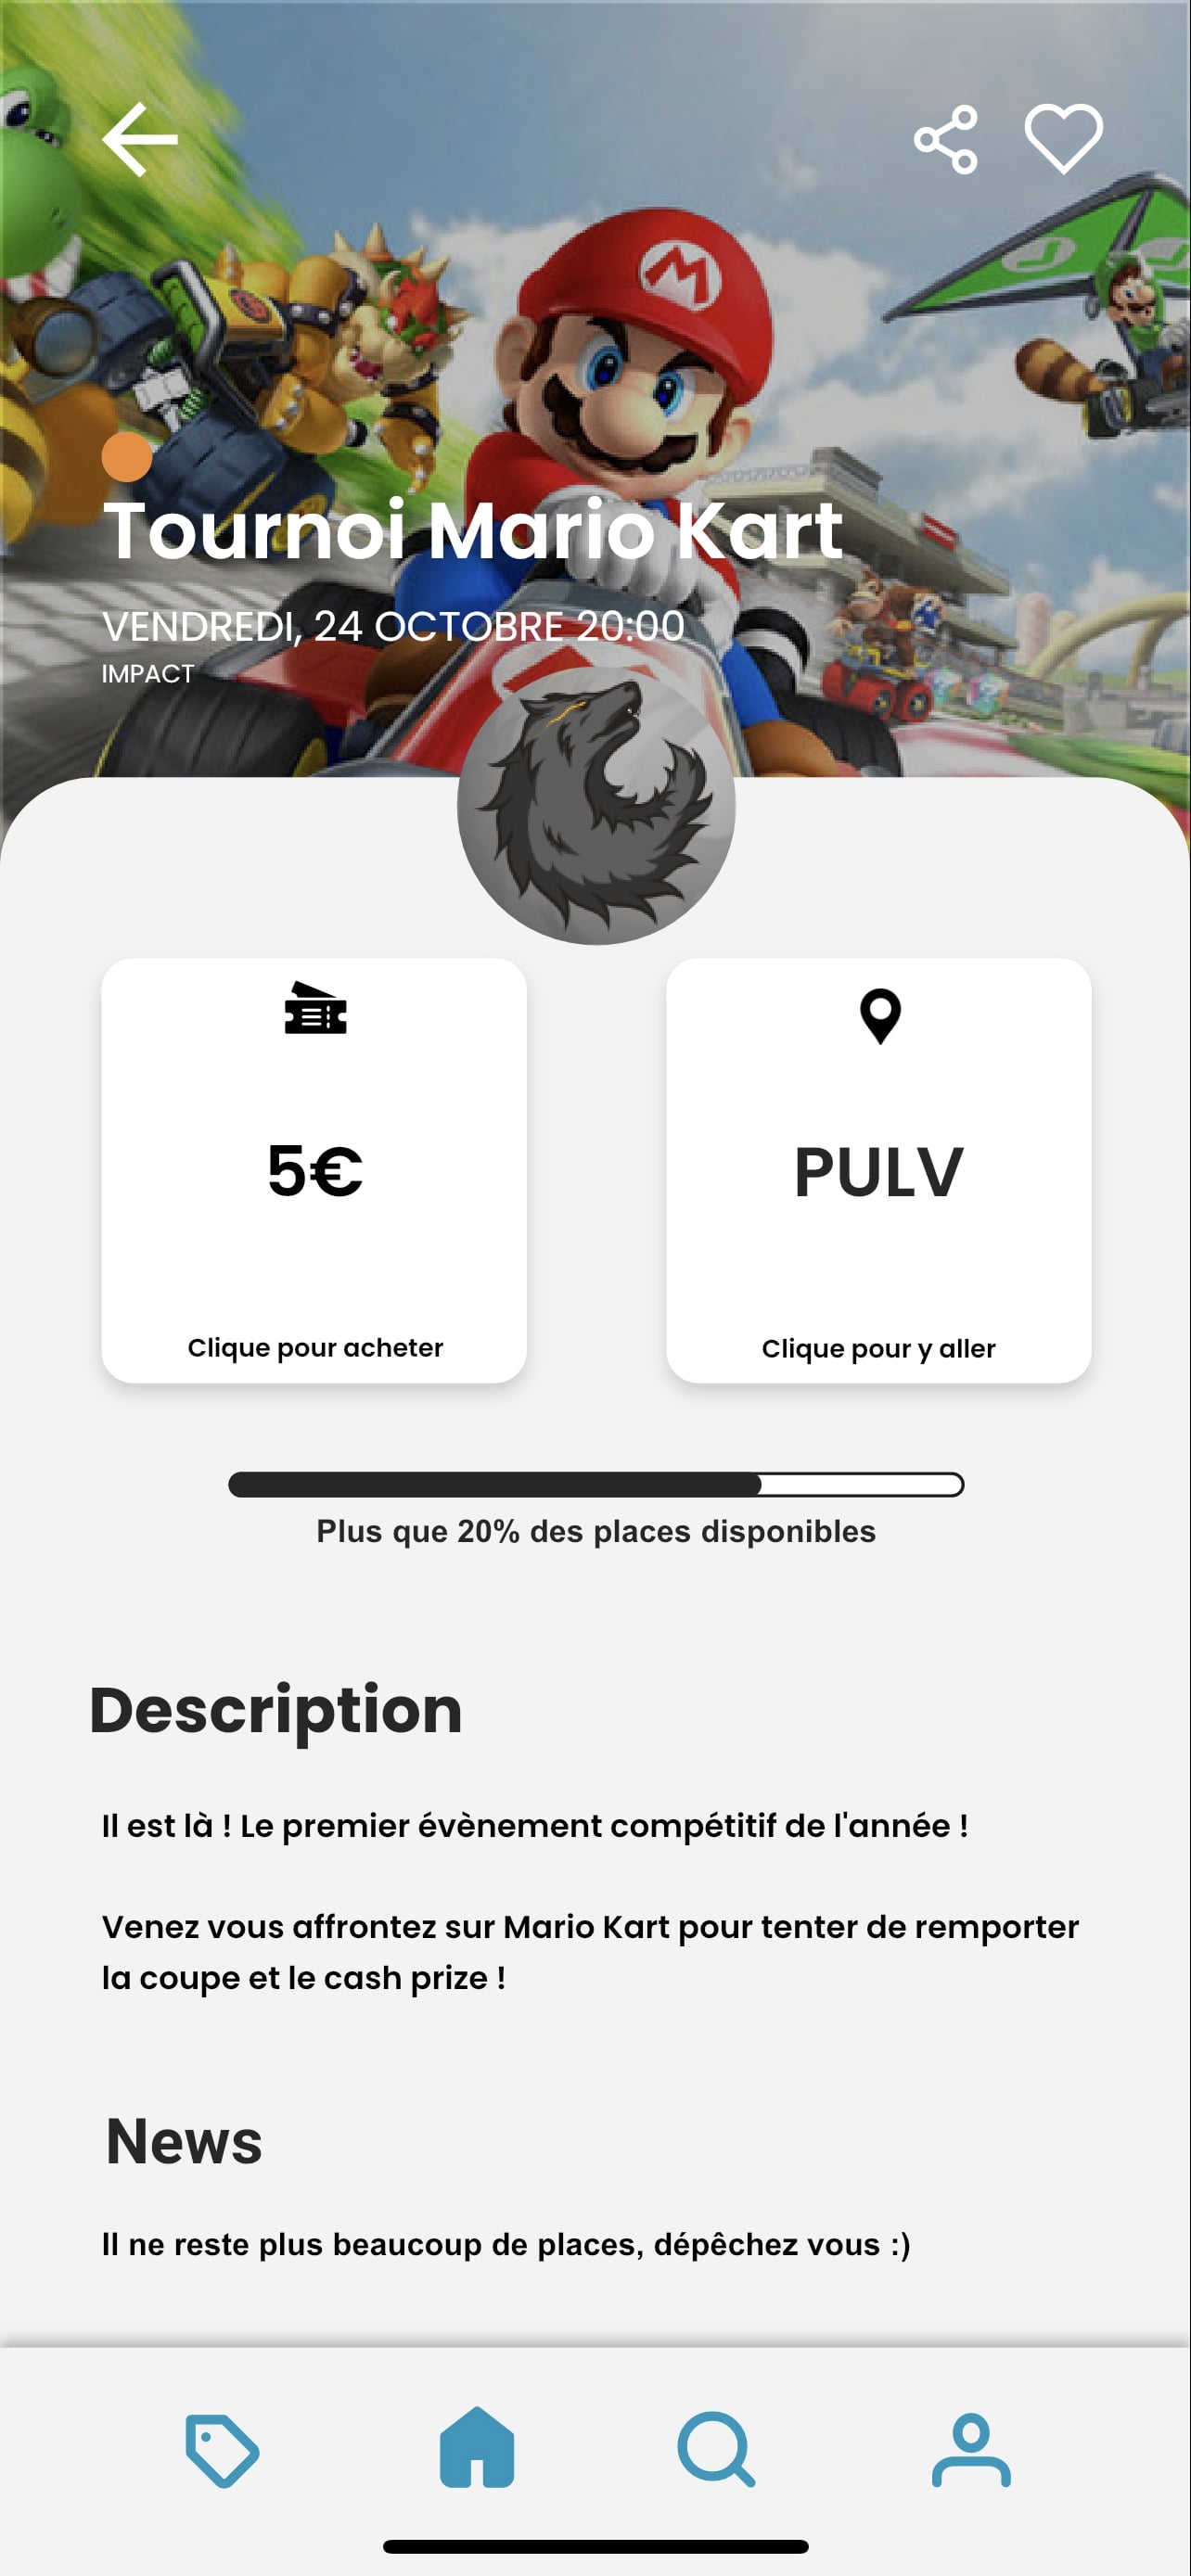 Tournoi Mario Kart
VENDREDI, 24 OCTOBRE 20:00
IMPACT
5€
PULV
Clique pour acheter
Clique pour y aller
Plus que 20% des places disponibles
Description
Il est là ! Le premier évènement compétitif de l'année !
Venez vous affrontez sur Mario Kart pour tenter de remporter
la coupe et le cash prize !
News
Il ne reste plus beaucoup de places, dépêchez vous :)